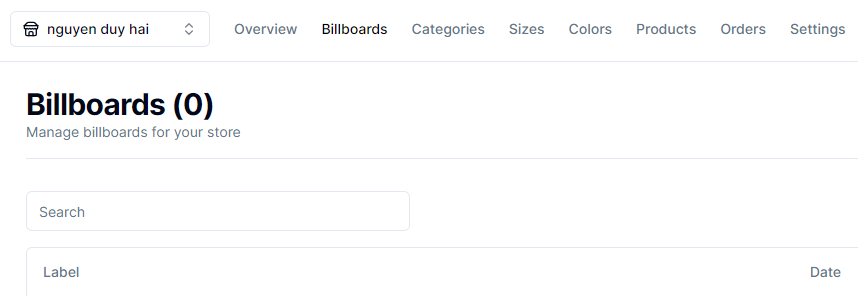 nguyen duy hai Overview Billboards Categories Sizes Colors Products Orders Settings
Billboards (0)
Manage billboards for your store
Search
Label Date